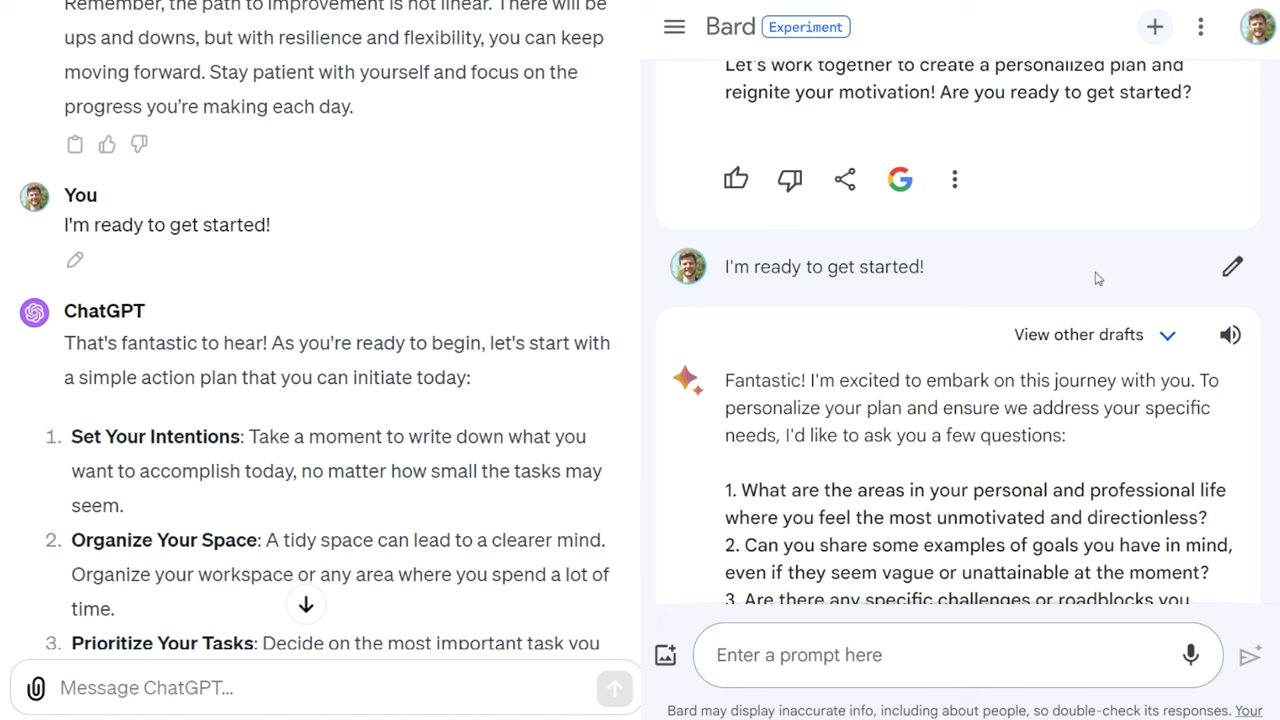 Remember, the path to improvement is not linear. There will be
ups and downs, but with resilience and flexibility, you can keep
moving forward. Stay patient with yourself and focus on the
progress you’re making each day.
You
I'm ready to get started!
ChatGPT
That's fantastic to hear! As you're ready to begin, let's start with
a simple action plan that you can initiate today:
1. Set Your Intentions: Take a moment to write down what you
want to accomplish today, no matter how small the tasks may
seem.
2. Organize Your Space: A tidy space can lead to a clearer mind.
Organize your workspace or any area where you spend a lot of
time.
3. Prioritize Your Tasks: Decide on the most important task you
Message ChatGPT...
Bard Experiment
Let's work together to create a personalized plan and
reignite your motivation! Are you ready to get started?
I'm ready to get started!
View other drafts
Fantastic! I'm excited to embark on this journey with you. To
personalize your plan and ensure we address your specific
needs, I'd like to ask you a few questions:
1. What are the areas in your personal and professional life
where you feel the most unmotivated and directionless?
2. Can you share some examples of goals you have in mind,
even if they seem vague or unattainable at the moment?
3. Are there any specific challenges or roadblocks you
Enter a prompt here
Bard may display inaccurate info, including about people, so double-check its responses. Your